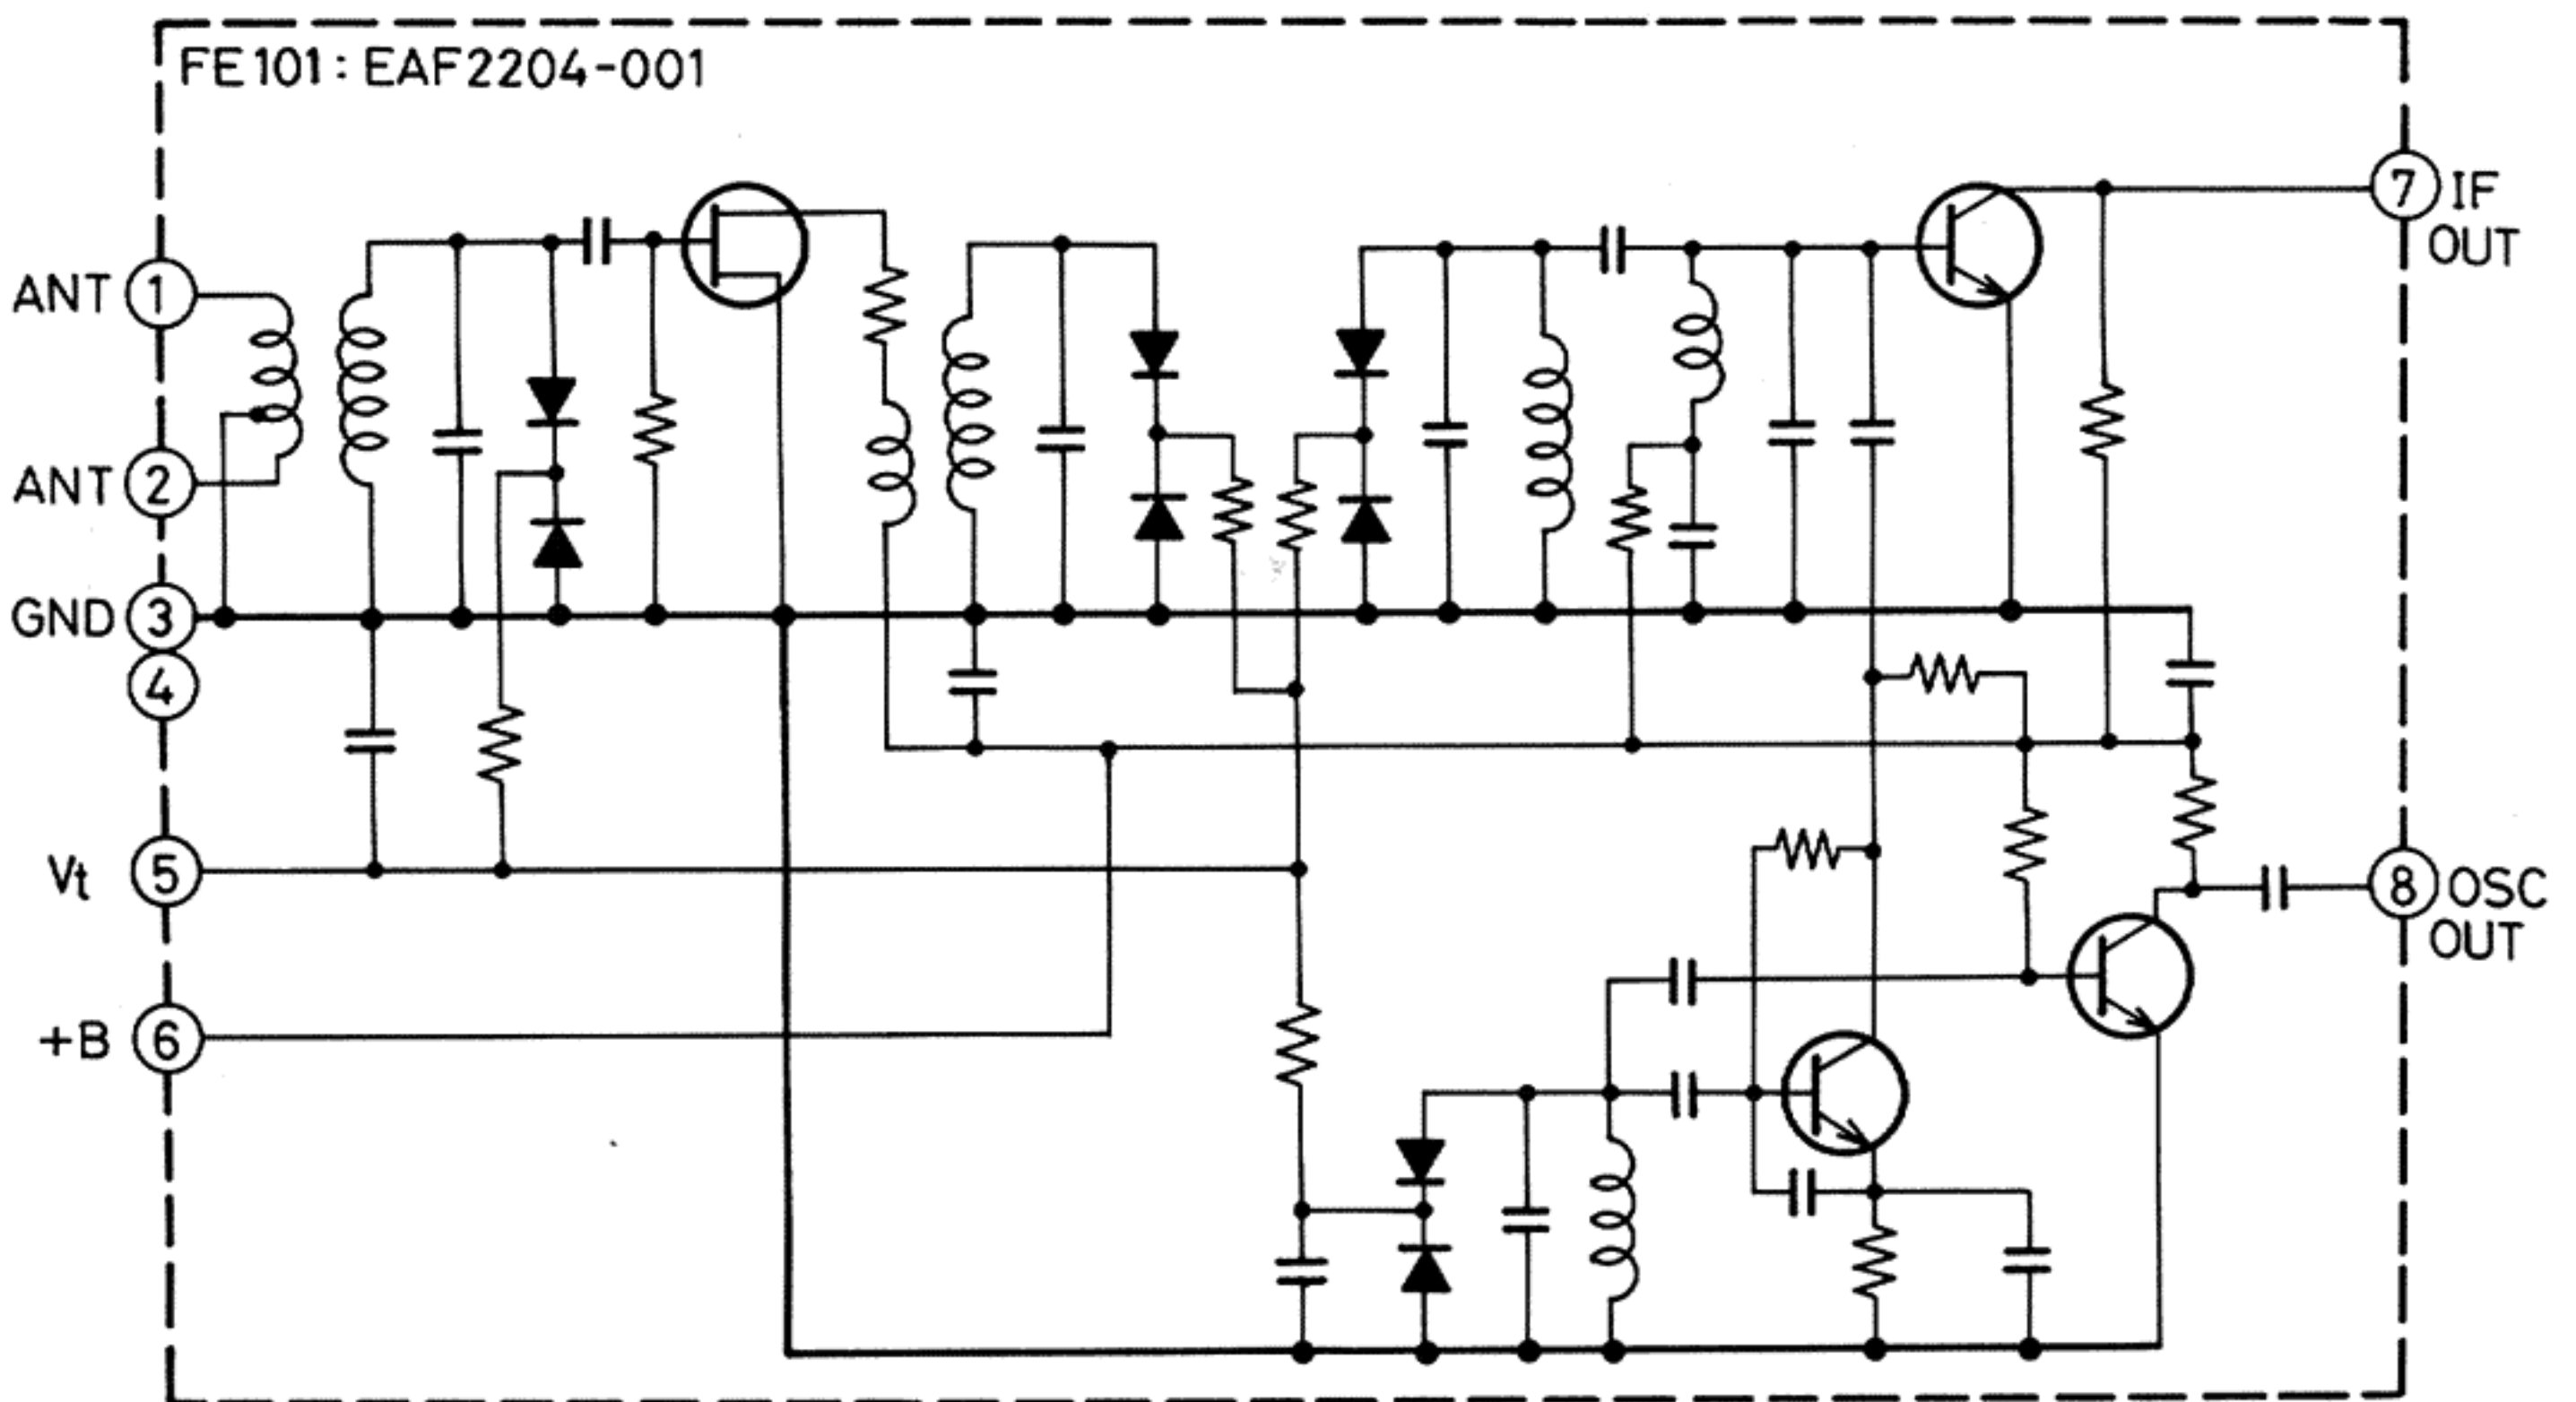 FE101 : EAF2204-001
ANT 1
ANT 2
GND 3
4
Vt 5
+B 6
7 IF
OUT
8 OSC
OUT